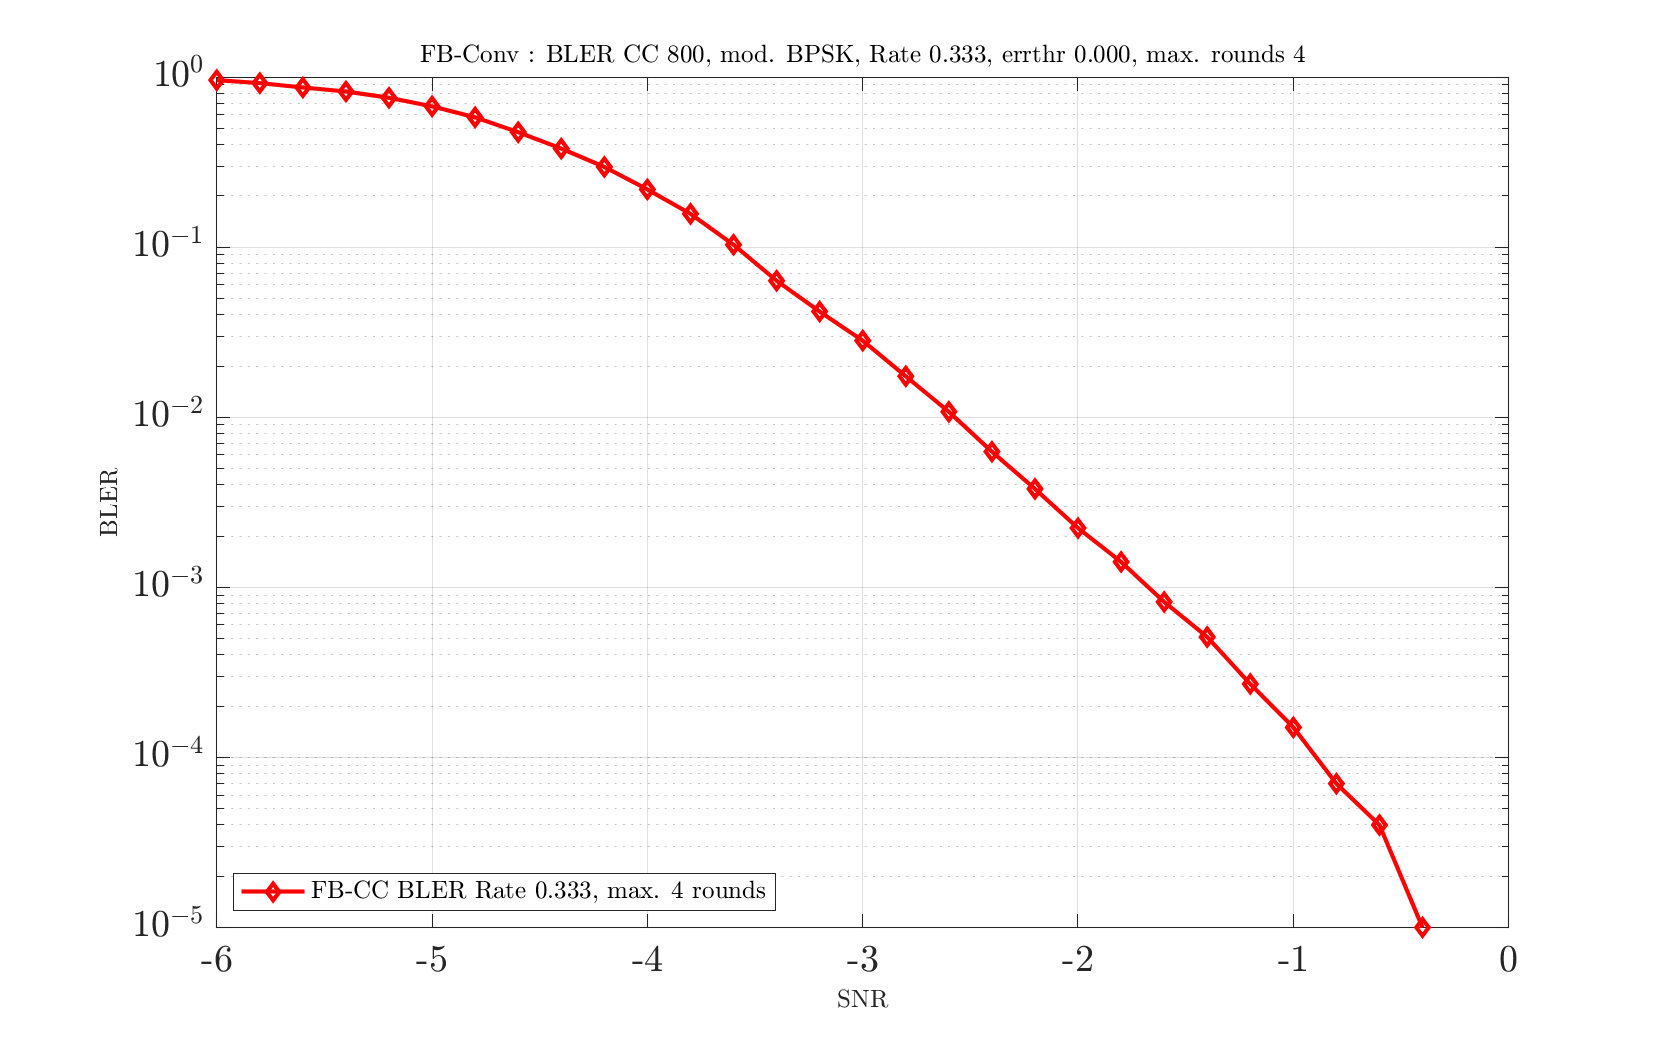 FB-Conv : BLER CC 800, mod. BPSK, Rate 0.333, errthr 0.000, max. rounds 4
10⁰
10⁻¹
10⁻²
10⁻³
10⁻⁴
10⁻⁵
BLER
FB-CC BLER Rate 0.333, max. 4 rounds
-6 -5 -4 -3 -2 -1 0
SNR